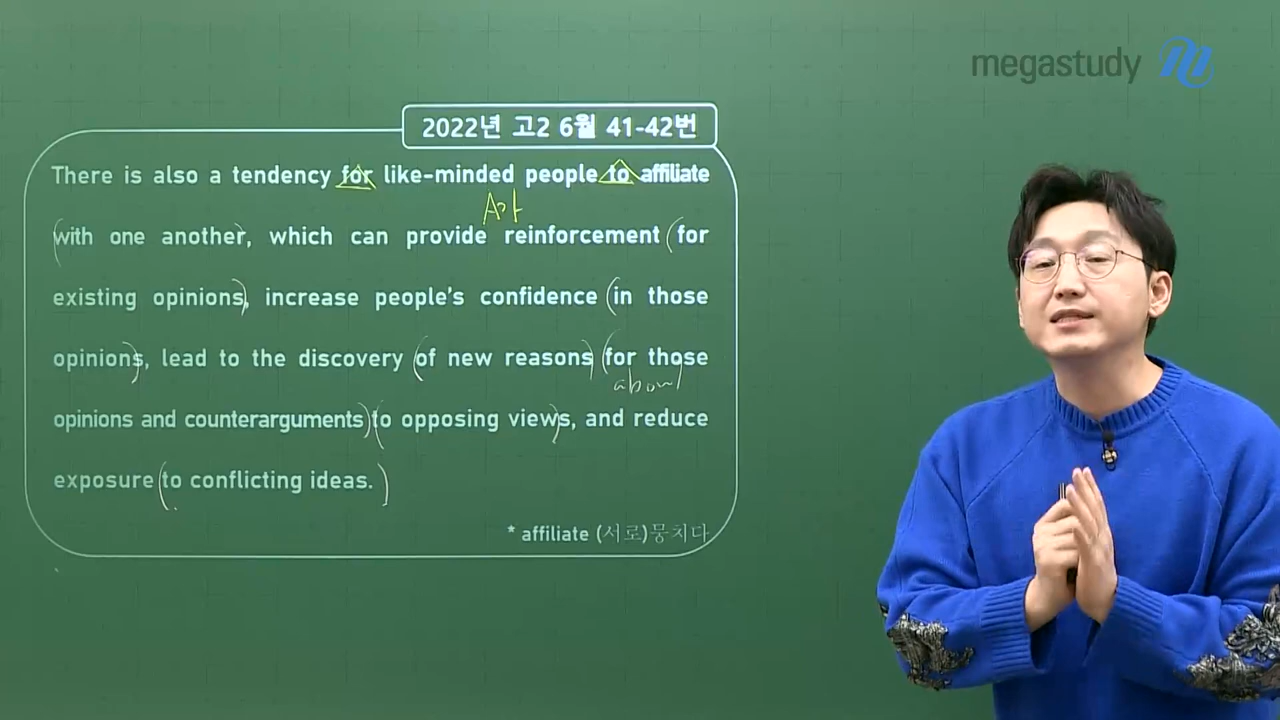 megastudy
2022년 고2 6월 41-42번
There is also a tendency for like-minded people to affiliate
with one another, which can provide reinforcement for
existing opinions, increase people's confidence in those
opinions, lead to the discovery of new reasons for those
about
opinions and counterarguments to opposing views, and reduce
exposure to conflicting ideas.
* affiliate (서로)뭉치다